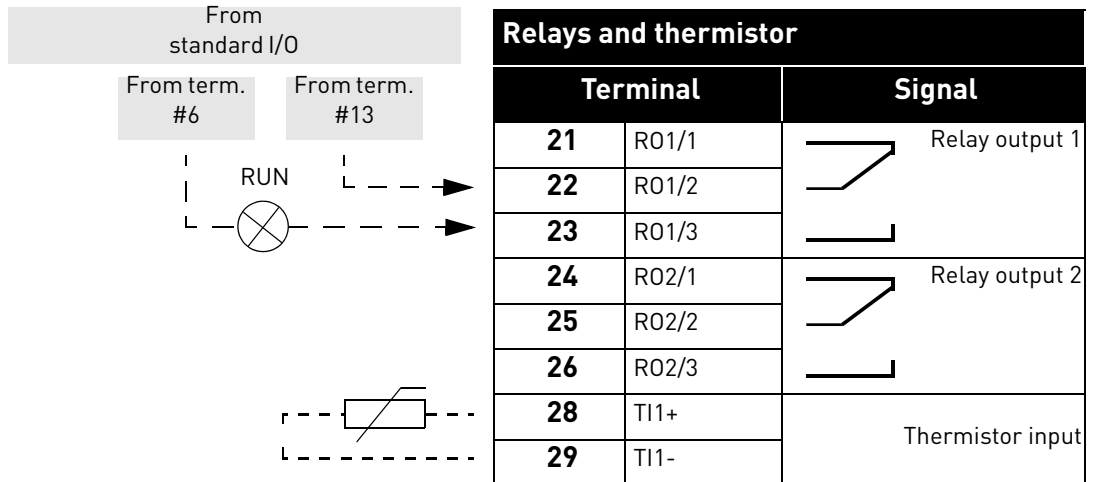 From
standard I/O
From term.
#6
From term.
#13
RUN
Relays and thermistor
Terminal Signal
21 RO1/1 Relay output 1
22 RO1/2
23 RO1/3
24 RO2/1 Relay output 2
25 RO2/2
26 RO2/3
28 TI1+ Thermistor input
29 TI1-